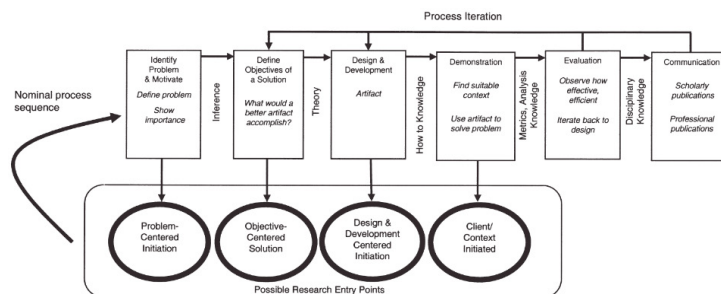 Process Iteration
Nominal process
sequence
Identify
Problem
& Motivate
Define problem
Show
importance
Inference
Define
Objectives of
a Solution
What would a
better artifact
accomplish?
Theory
Design &
Development
Artifact
How to Knowledge
Demonstration
Find suitable
context
Use artifact to
solve problem
Metrics, Analysis
Knowledge
Evaluation
Observe how
effective,
efficient
Iterate back to
design
Disciplinary
Knowledge
Communication
Scholarly
publications
Professional
publications
Problem-
Centered
Initiation
Objective-
Centered
Solution
Design &
Development
Centered
Initiation
Client/
Context
Initiated
Possible Research Entry Points